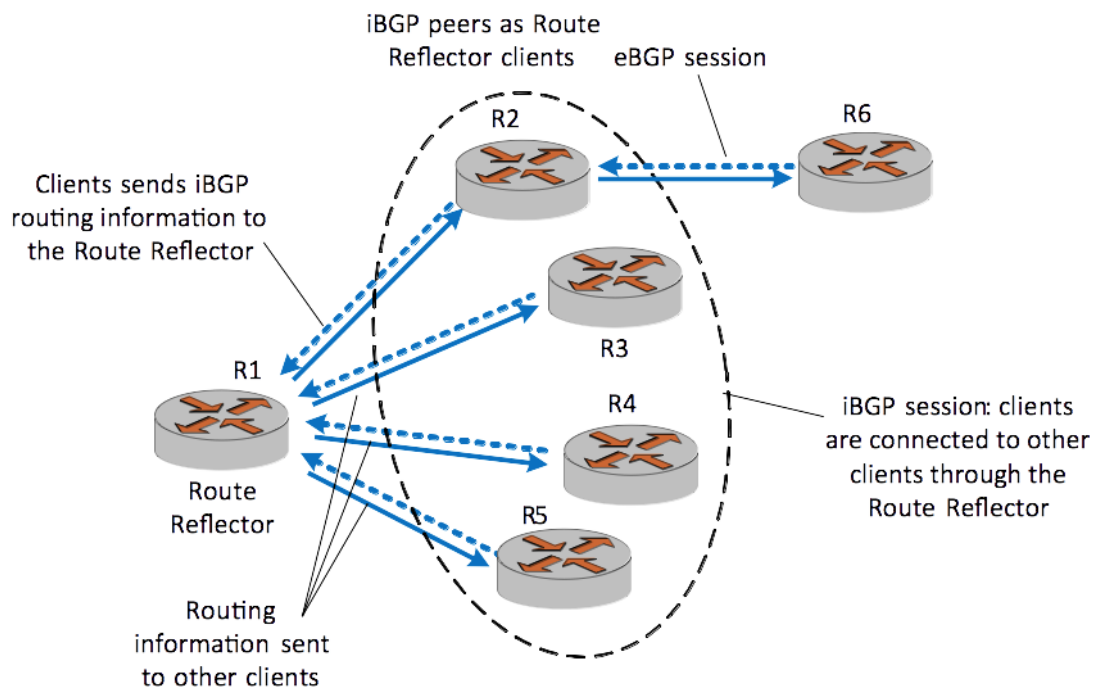 iBGP peers as Route
Reflector clients
eBGP session
R2
R6
Clients sends iBGP
routing information to
the Route Reflector
R3
R1
R4
iBGP session: clients
are connected to other
clients through the
Route Reflector
Route
Reflector
R5
Routing
information sent
to other clients